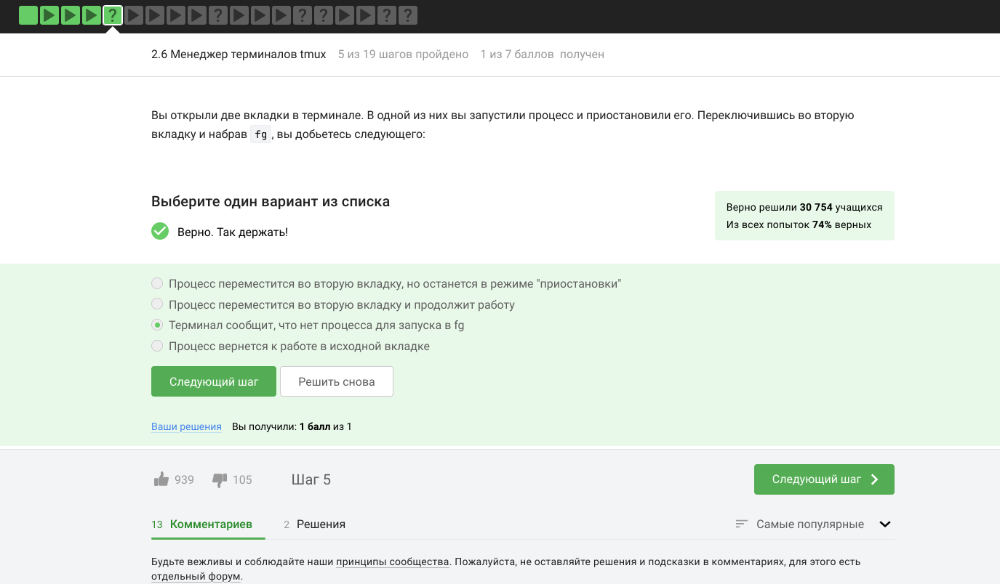 ? ? ? ? ? ?
2.6 Менеджер терминалов tmux 5 из 19 шагов пройдено 1 из 7 баллов получен
Вы открыли две вкладки в терминале. В одной из них вы запустили процесс и приостановили его. Переключившись во вторую
вкладку и набрав fg, вы добьетесь следующего:
Выберите один вариант из списка
Верно решили 30 754 учащихся
Из всех попыток 74% верных
Верно. Так держать!
Процесс переместится во вторую вкладку, но останется в режиме "приостановки"
Процесс переместится во вторую вкладку и продолжит работу
Терминал сообщит, что нет процесса для запуска в fg
Процесс вернется к работе в исходной вкладке
Следующий шаг Решить снова
Ваши решения Вы получили: 1 балл из 1
939 105 Шаг 5 Следующий шаг
13 Комментариев 2 Решения Самые популярные
Будьте вежливы и соблюдайте наши принципы сообщества. Пожалуйста, не оставляйте решения и подсказки в комментариях, для этого есть
отдельный форум.